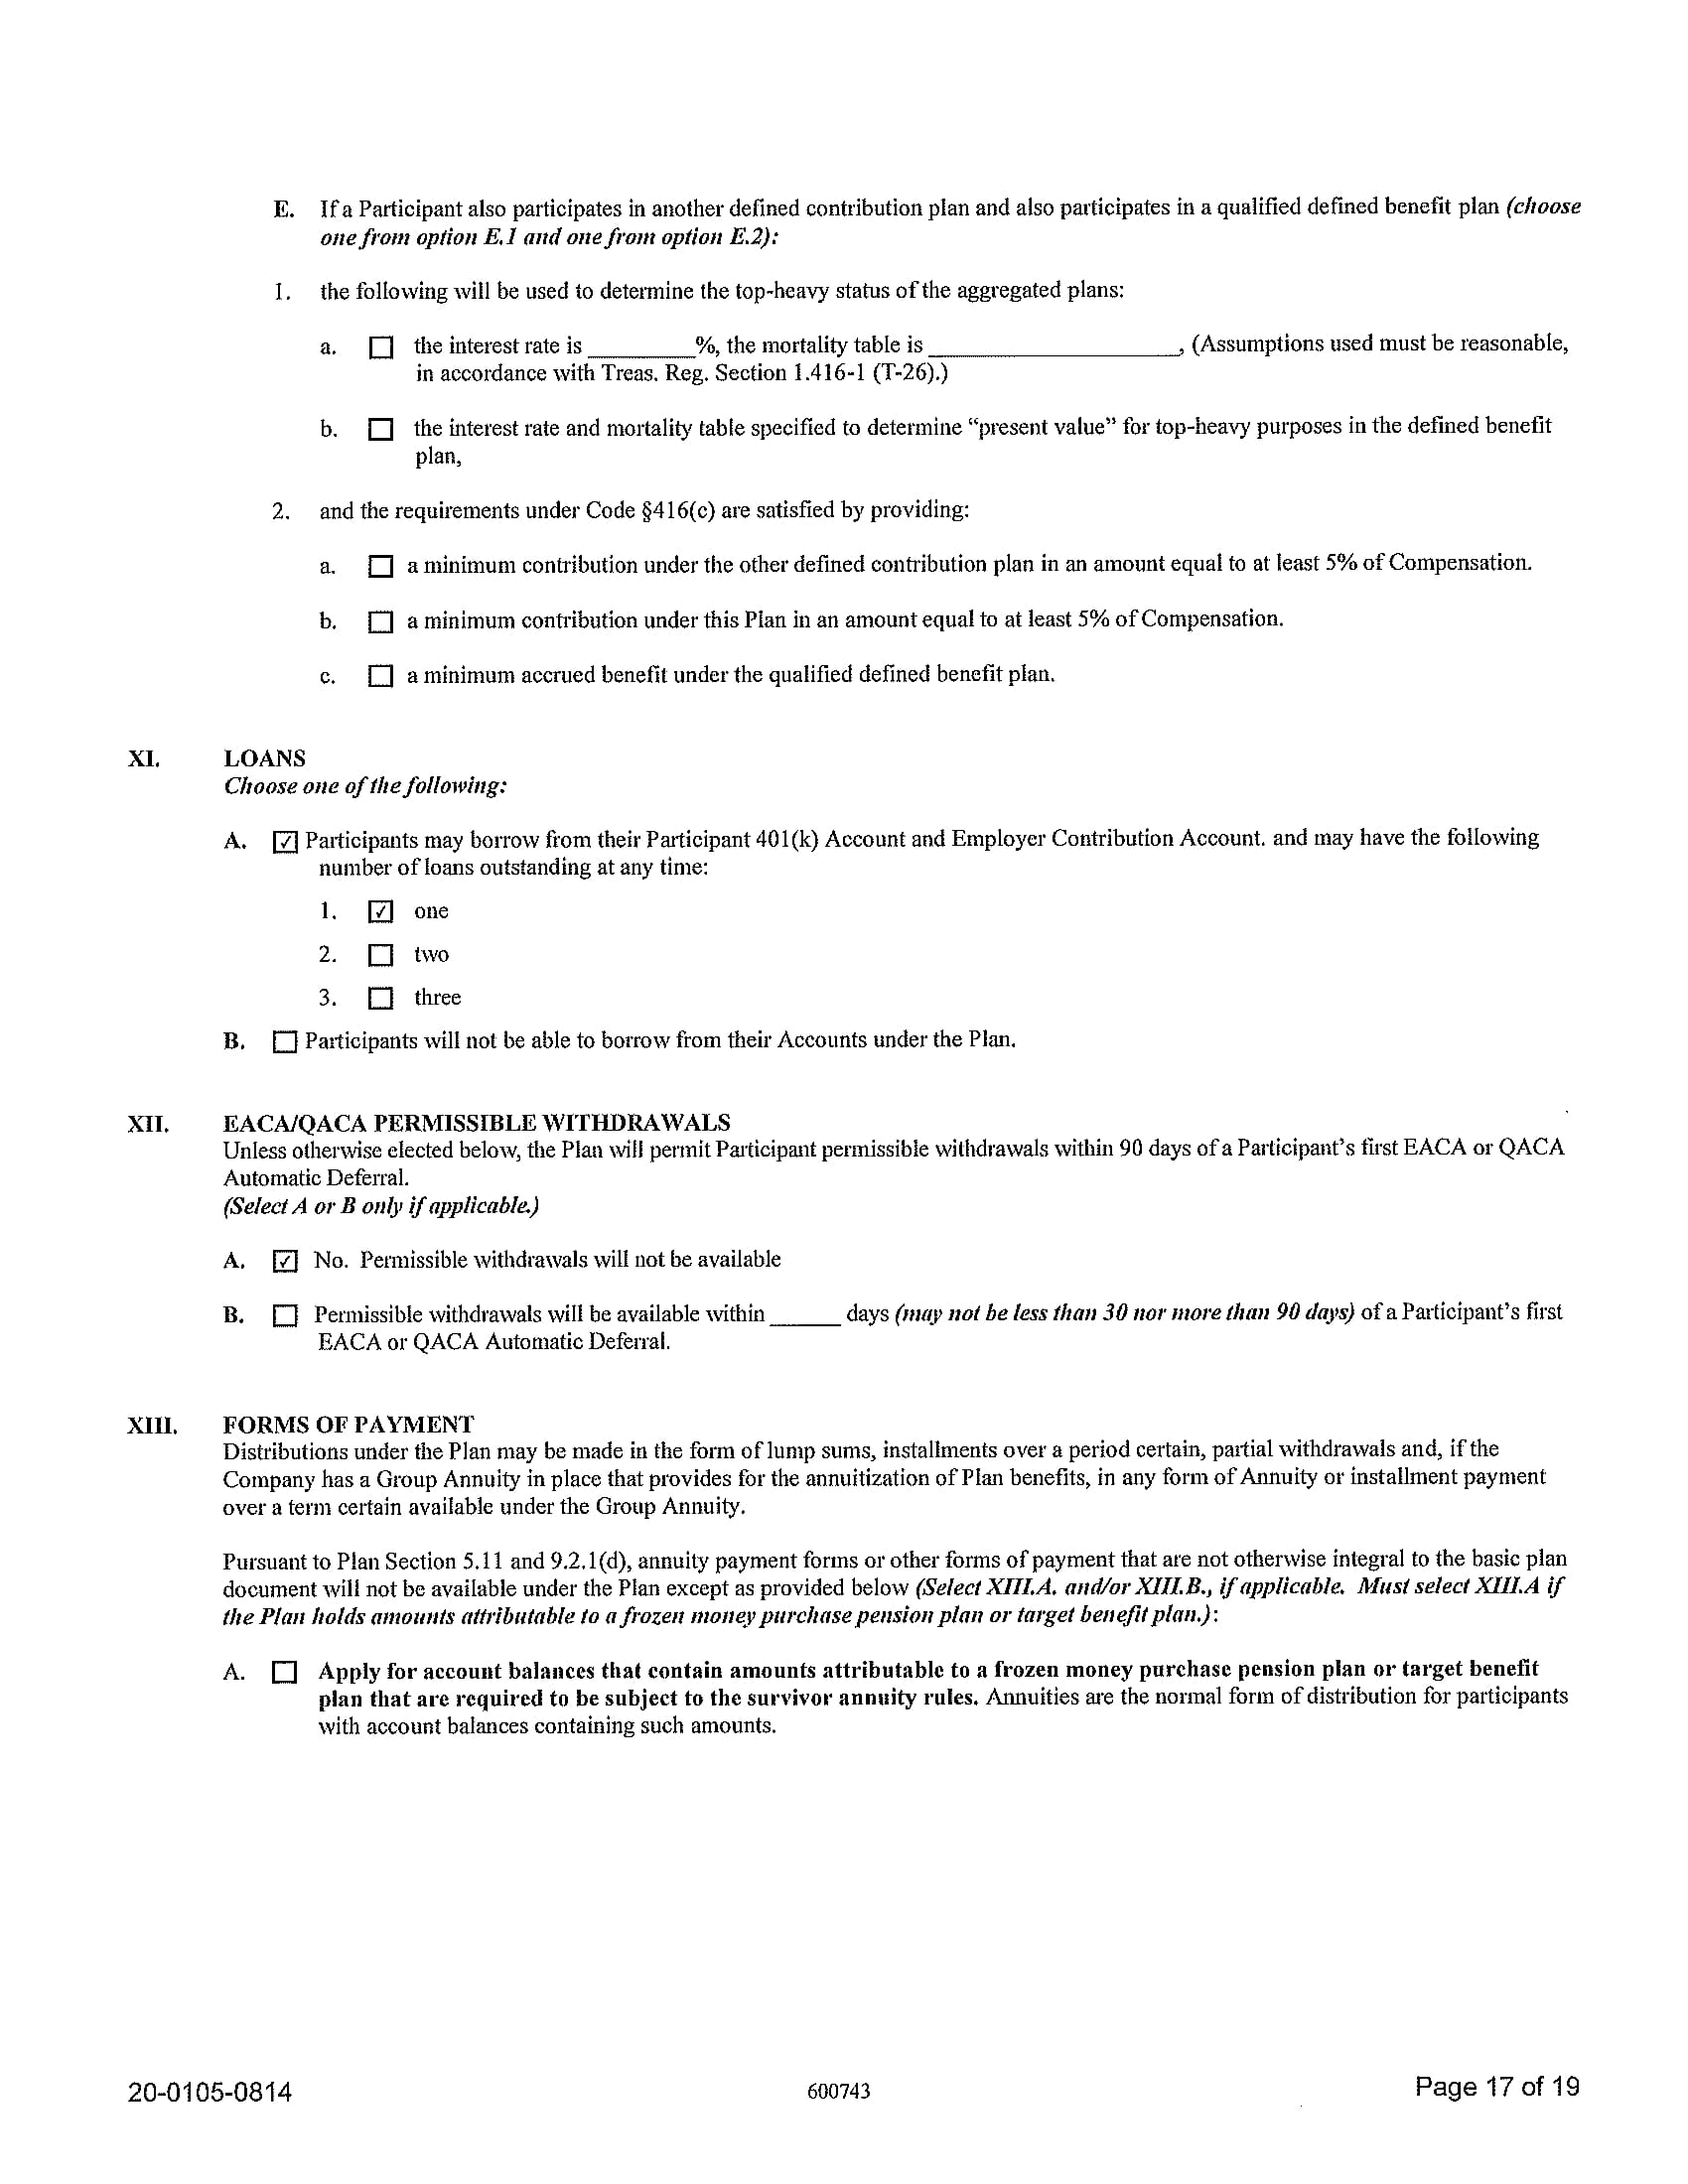 E. If a Participant also participates in another defined contribution plan and also participates in a qualified defined benefit plan (choose
one from option E.1 and one from option E.2):
1. the following will be used to determine the top-heavy status of the aggregated plans:
a. ☐ the interest rate is ________%, the mortality table is ____________________, (Assumptions used must be reasonable,
in accordance with Treas. Reg. Section 1.416-1 (T-26).)
b. ☐ the interest rate and mortality table specified to determine “present value” for top-heavy purposes in the defined benefit
plan,
2. and the requirements under Code §416(c) are satisfied by providing:
a. ☐ a minimum contribution under the other defined contribution plan in an amount equal to at least 5% of Compensation.
b. ☐ a minimum contribution under this Plan in an amount equal to at least 5% of Compensation.
c. ☐ a minimum accrued benefit under the qualified defined benefit plan.
XI. LOANS
Choose one of the following:
A. ☑ Participants may borrow from their Participant 401(k) Account and Employer Contribution Account. and may have the following
number of loans outstanding at any time:
1. ☑ one
2. ☐ two
3. ☐ three
B. ☐ Participants will not be able to borrow from their Accounts under the Plan.
XII. EACA/QACA PERMISSIBLE WITHDRAWALS
Unless otherwise elected below, the Plan will permit Participant permissible withdrawals within 90 days of a Participant’s first EACA or QACA
Automatic Deferral.
(Select A or B only if applicable.)
A. ☑ No. Permissible withdrawals will not be available
B. ☐ Permissible withdrawals will be available within ______ days (may not be less than 30 nor more than 90 days) of a Participant’s first
EACA or QACA Automatic Deferral.
XIII. FORMS OF PAYMENT
Distributions under the Plan may be made in the form of lump sums, installments over a period certain, partial withdrawals and, if the
Company has a Group Annuity in place that provides for the annuitization of Plan benefits, in any form of Annuity or installment payment
over a term certain available under the Group Annuity.
Pursuant to Plan Section 5.11 and 9.2.1(d), annuity payment forms or other forms of payment that are not otherwise integral to the basic plan
document will not be available under the Plan except as provided below (Select XIII.A. and/or XIII.B., if applicable. Must select XIII.A if
the Plan holds amounts attributable to a frozen money purchase pension plan or target benefit plan.):
A. ☐ Apply for account balances that contain amounts attributable to a frozen money purchase pension plan or target benefit
plan that are required to be subject to the survivor annuity rules. Annuities are the normal form of distribution for participants
with account balances containing such amounts.
20-0105-0814 600743 Page 17 of 19